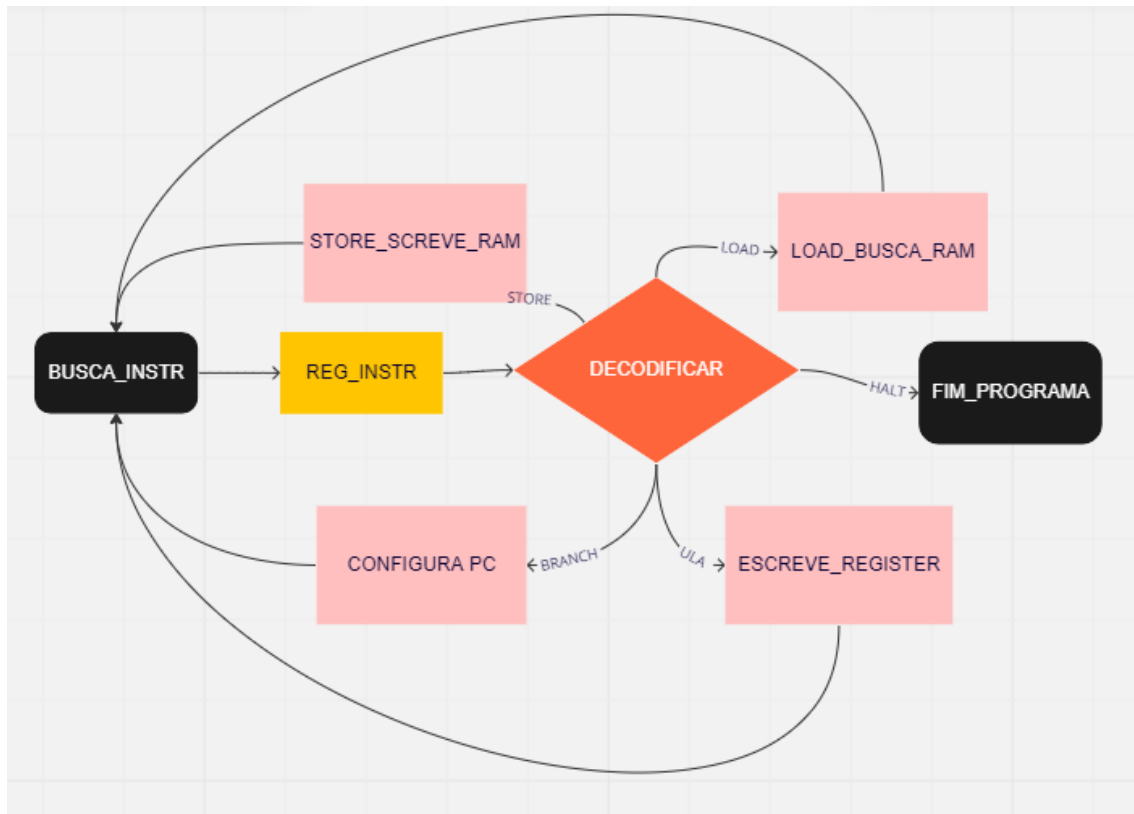 STORE_SCREVE_RAM
LOAD
LOAD_BUSCA_RAM
STORE
BUSCA_INSTR
REG_INSTR
DECODIFICAR
HALT
FIM_PROGRAMA
CONFIGURA PC
BRANCH
ULA
ESCREVE_REGISTER